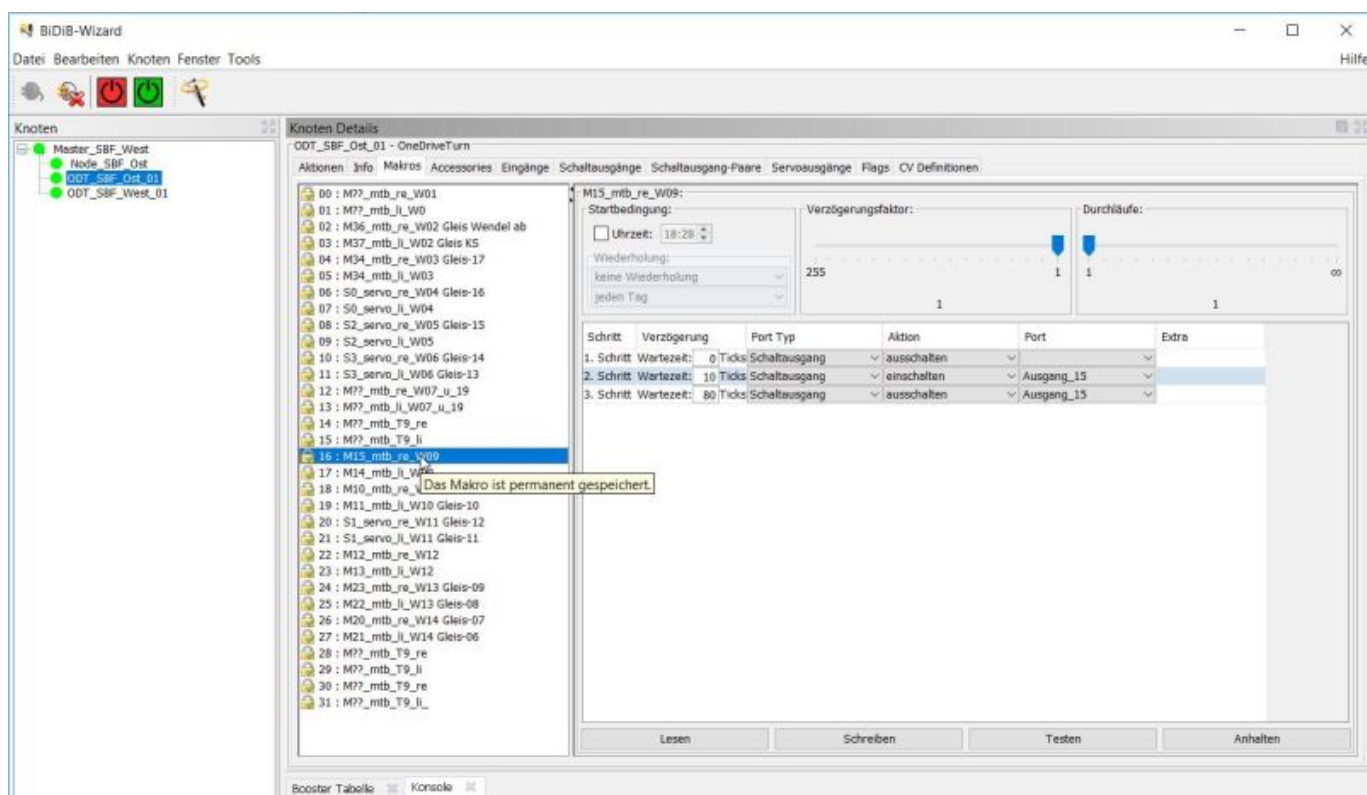 BiDiB-Wizard
Datei Bearbeiten Knoten Fenster Tools
Hilfe
Knoten
Master_SBF_West
Node_SBF_Ost
ODT_SBF_Ost_01
ODT_SBF_West_01
Knoten Details
ODT_SBF_Ost_01 - OneDriveTurn
Aktionen Info Makros Accessories Eingänge Schaltausgänge Schaltausgang-Paare Servoausgänge Flags CV Definitionen
00 : M??_mtb_re_W01
01 : M??_mtb_li_W0
02 : M36_mtb_re_W02 Gleis Wendel ab
03 : M37_mtb_li_W02 Gleis KS
04 : M34_mtb_re_W03 Gleis-17
05 : M34_mtb_li_W03
06 : S0_servo_re_W04 Gleis-16
07 : S0_servo_li_W04
08 : S2_servo_re_W05 Gleis-15
09 : S2_servo_li_W05
10 : S3_servo_re_W06 Gleis-14
11 : S3_servo_li_W06 Gleis-13
12 : M??_mtb_re_W07_u_19
13 : M??_mtb_li_W07_u_19
14 : M??_mtb_T9_re
15 : M??_mtb_T9_li
16 : M15_mtb_re_W09
17 : M14_mtb_li_
18 : M10_mtb_re_
19 : M11_mtb_li_W10 Gleis-10
20 : S1_servo_re_W11 Gleis-12
21 : S1_servo_li_W11 Gleis-11
22 : M12_mtb_re_W12
23 : M13_mtb_li_W12
24 : M23_mtb_re_W13 Gleis-09
25 : M22_mtb_li_W13 Gleis-08
26 : M20_mtb_re_W14 Gleis-07
27 : M21_mtb_li_W14 Gleis-06
28 : M??_mtb_T9_re
29 : M??_mtb_T9_li
30 : M??_mtb_T9_re
31 : M??_mtb_T9_li_
Das Makro ist permanent gespeichert.
M15_mtb_re_W09:
Startbedingung:
Uhrzeit: 18:28
Wiederholung:
keine Wiederholung
jeden Tag
Verzögerungsfaktor:
255 1
1
Durchläufe:
1 ∞
1
Schritt Verzögerung Port Typ Aktion Port Extra
1. Schritt Wartezeit: 0 Ticks Schaltausgang ausschalten
2. Schritt Wartezeit: 10 Ticks Schaltausgang einschalten Ausgang_15
3. Schritt Wartezeit: 80 Ticks Schaltausgang ausschalten Ausgang_15
Lesen Schreiben Testen Anhalten
Booster Tabelle Konsole